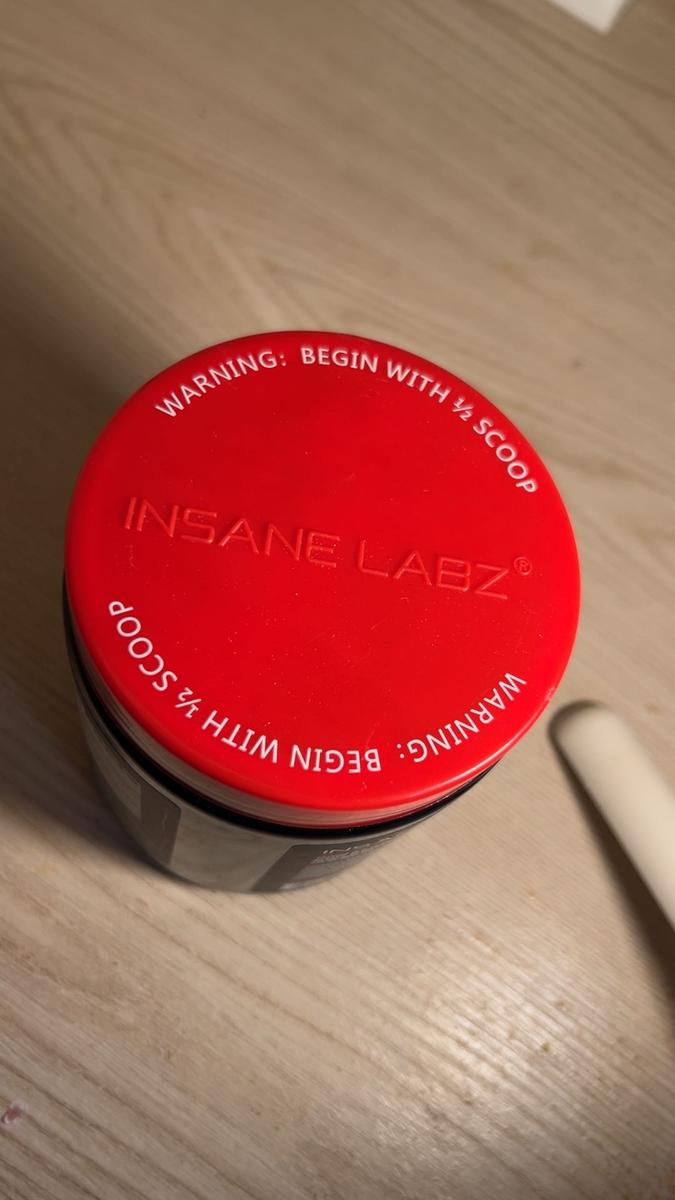 WARNING: BEGIN WITH ½ SCOOP
INSANE LABZ®
WARNING: BEGIN WITH ½ SCOOP